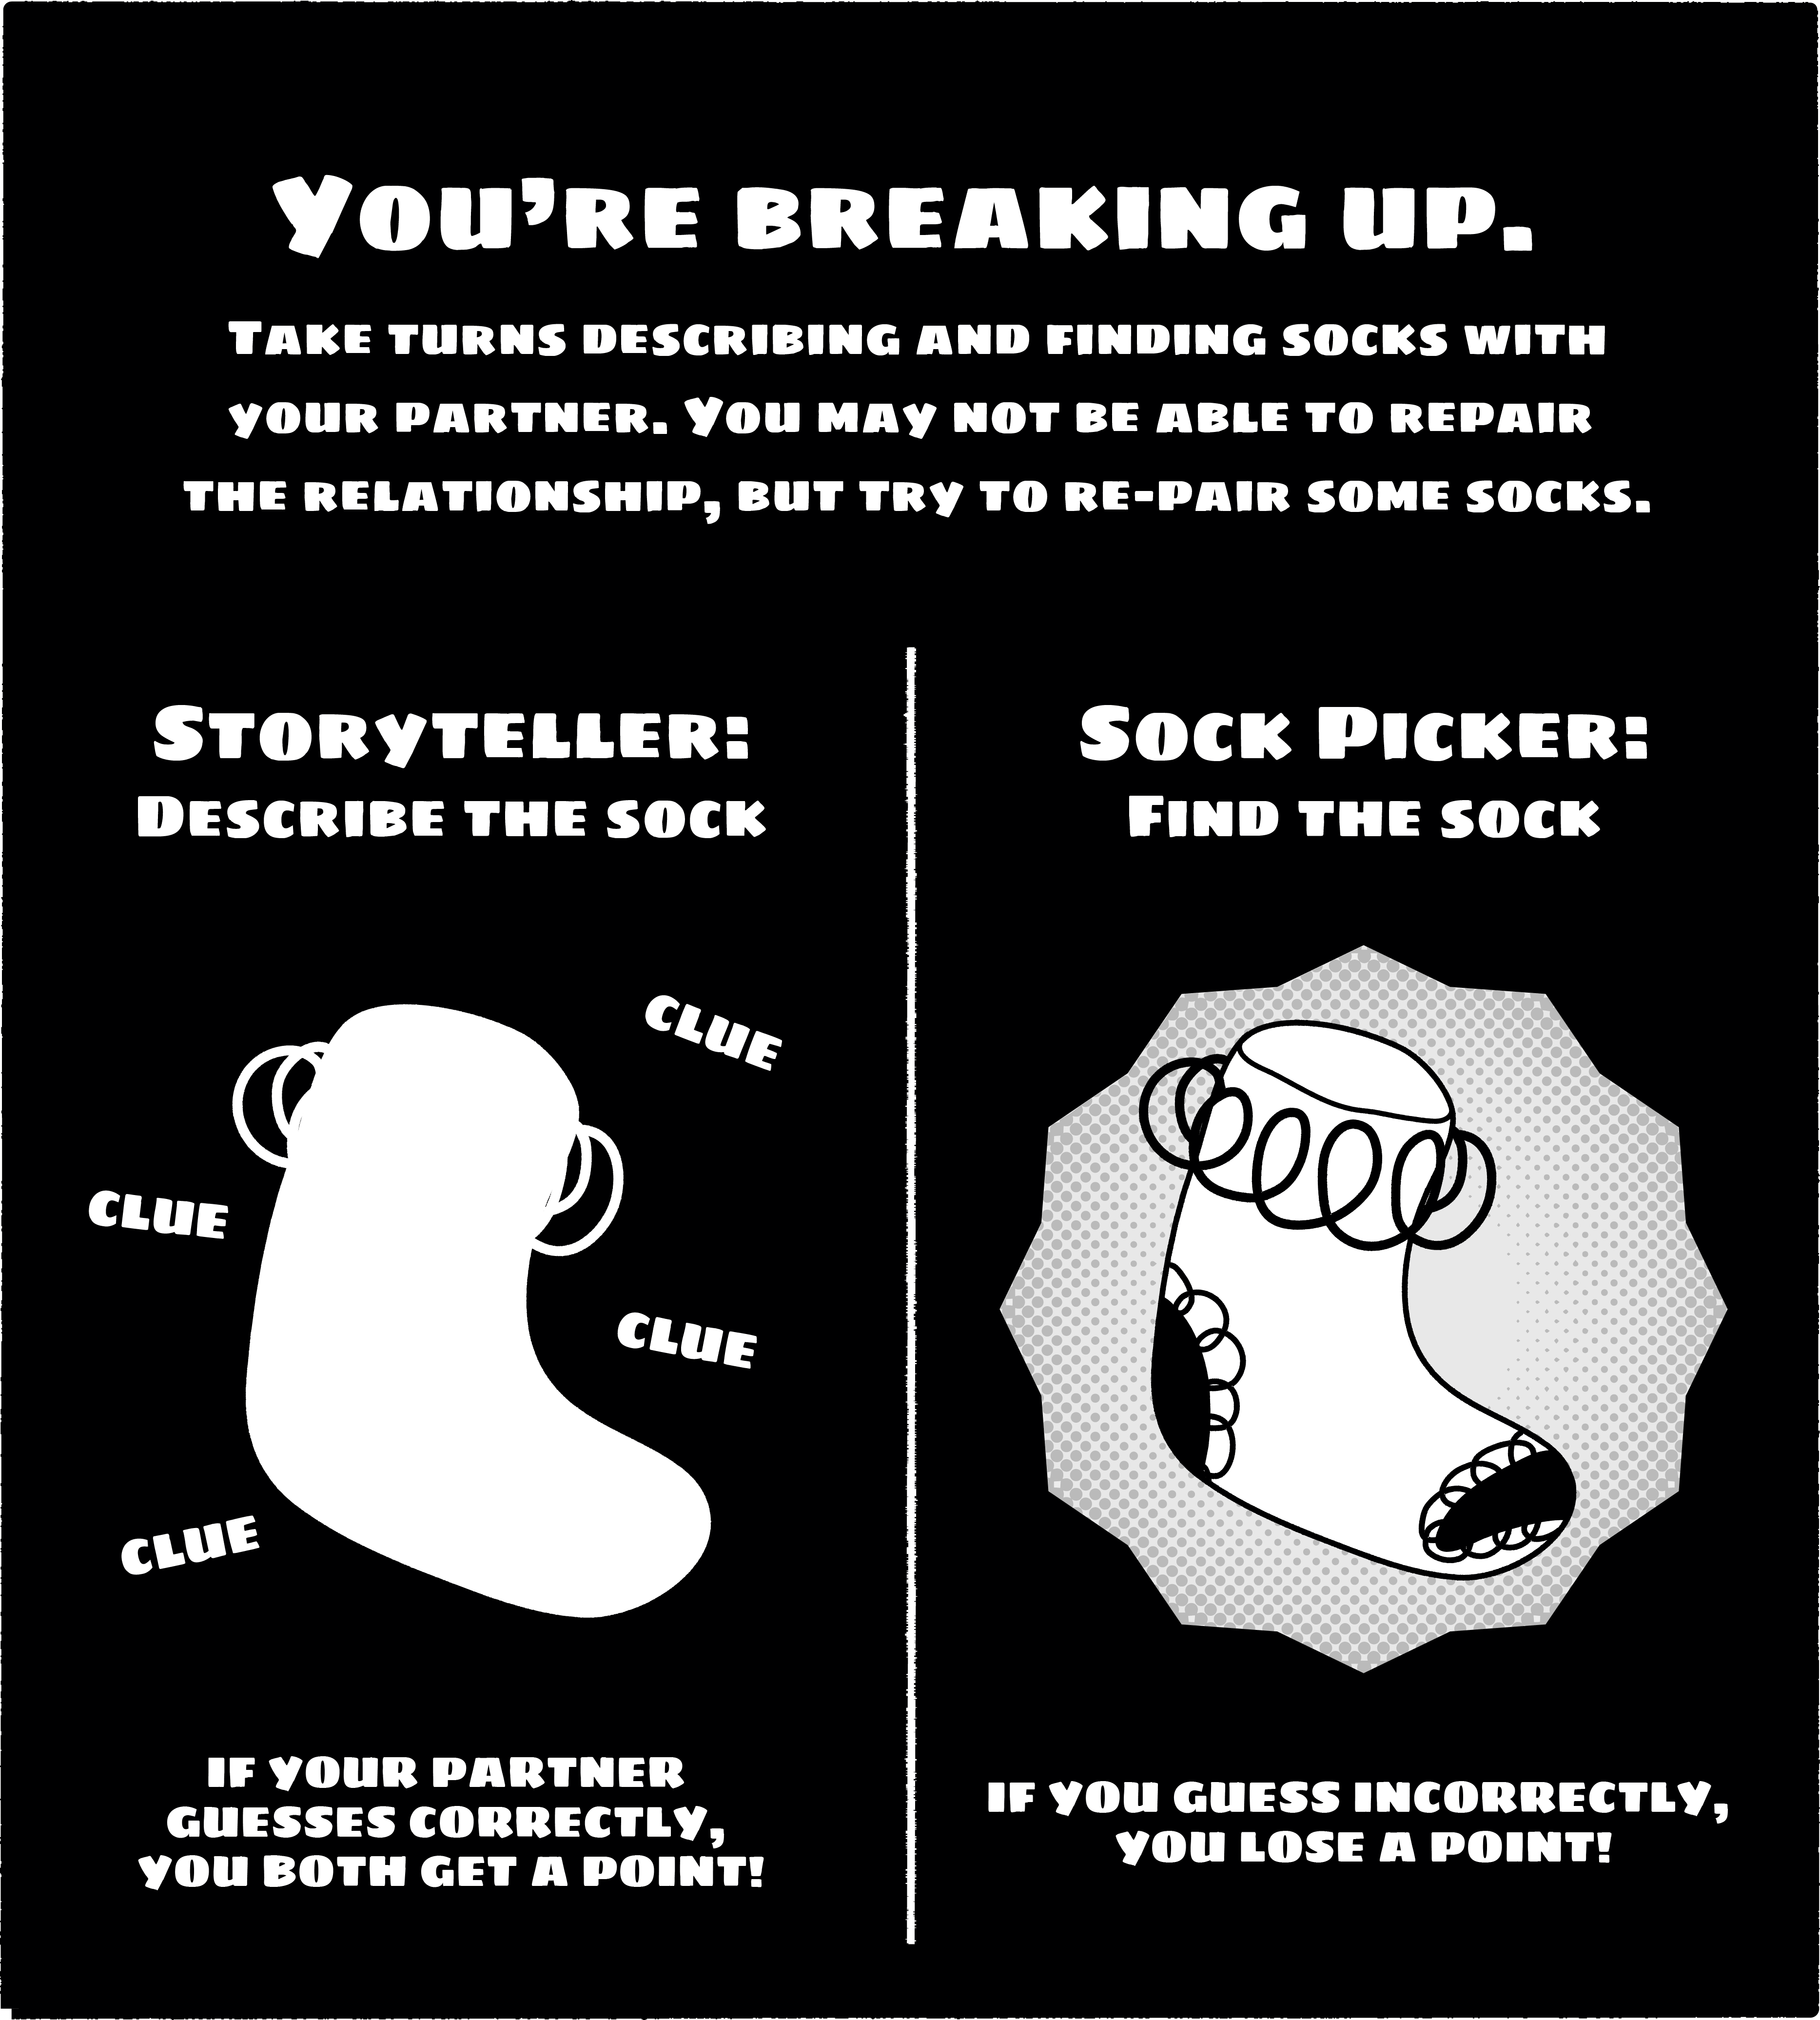 You're breaking up.
Take turns describing and finding socks with
your partner. You may not be able to repair
the relationship, but try to re-pair some socks.
Storyteller:
Describe the sock
clue
clue
clue
clue
if your partner
guesses correctly,
you both get a point!
Sock Picker:
Find the sock
if you guess incorrectly,
you lose a point!